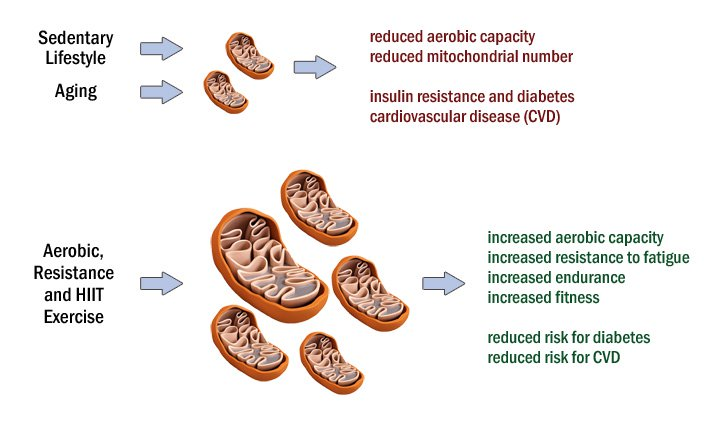 Sedentary
Lifestyle
Aging
reduced aerobic capacity
reduced mitochondrial number
insulin resistance and diabetes
cardiovascular disease (CVD)
Aerobic,
Resistance
and HIIT
Exercise
increased aerobic capacity
increased resistance to fatigue
increased endurance
increased fitness
reduced risk for diabetes
reduced risk for CVD